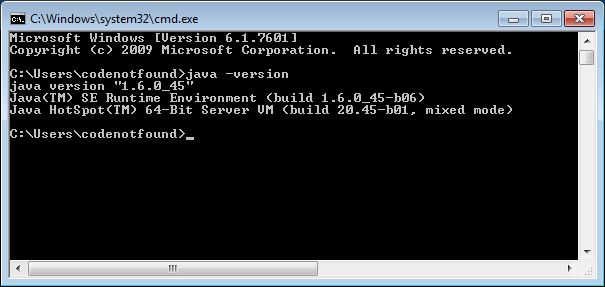 C:\Windows\system32\cmd.exe
Microsoft Windows [Version 6.1.7601]
Copyright (c) 2009 Microsoft Corporation.  All rights reserved.
C:\Users\codenotfound>java -version
java version "1.6.0_45"
Java(TM) SE Runtime Environment (build 1.6.0_45-b06)
Java HotSpot(TM) 64-Bit Server VM (build 20.45-b01, mixed mode)
C:\Users\codenotfound>_